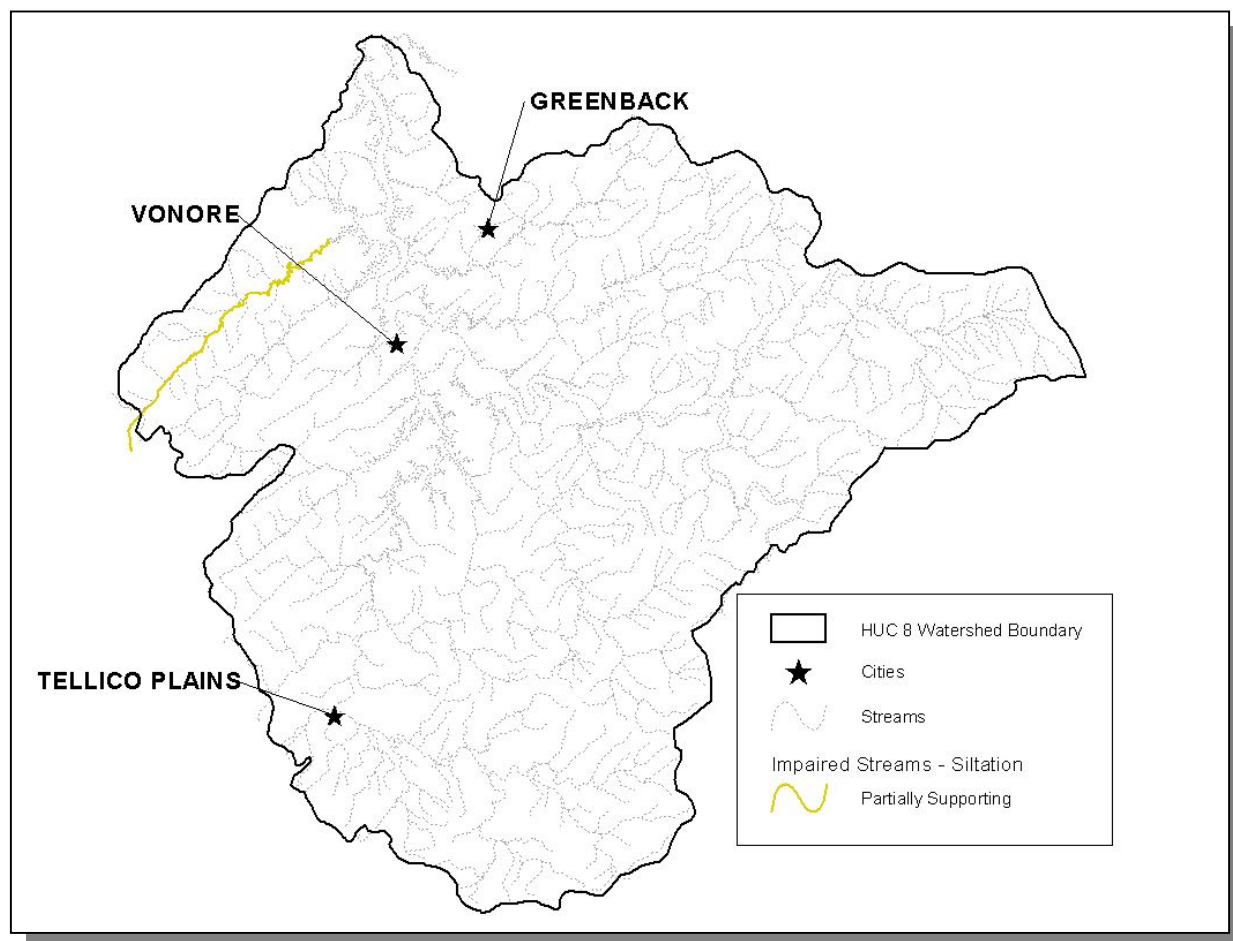 GREENBACK
VONORE
TELLICO PLAINS
HUC 8 Watershed Boundary
Cities
Streams
Impaired Streams - Siltation
Partially Supporting